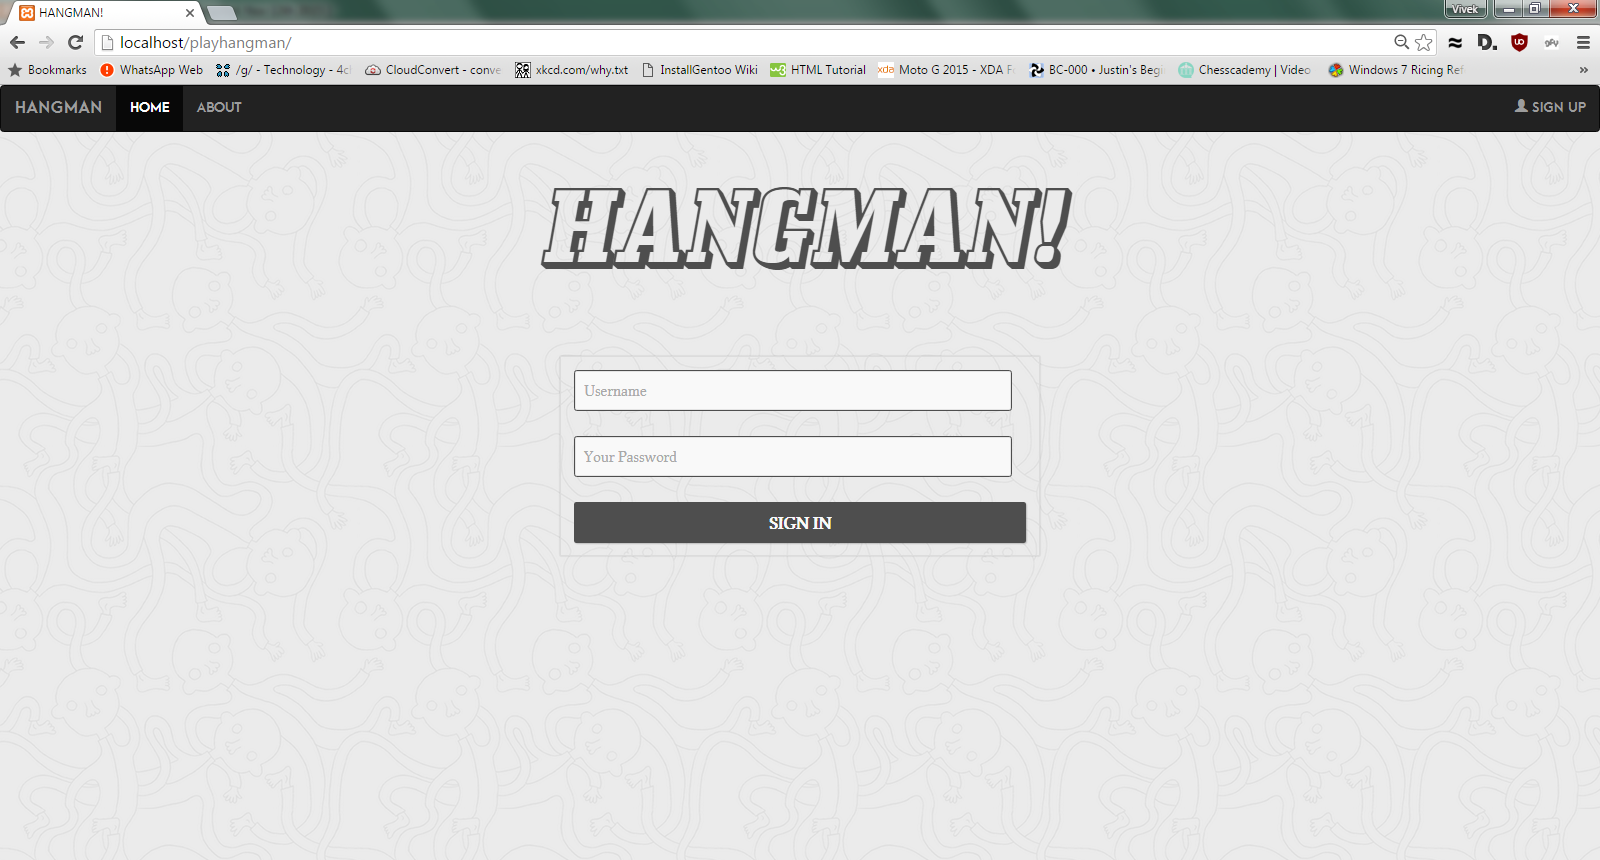 HANGMAN!
Vivek
localhost/playhangman/
Bookmarks WhatsApp Web /g/ - Technology - 4c CloudConvert - conve xkcd.com/why.txt InstallGentoo Wiki HTML Tutorial Moto G 2015 - XDA F BC-000 • Justin's Begi Chesscademy | Video Windows 7 Ricing Ref »
HANGMAN HOME ABOUT SIGN UP
HANGMAN!
Username
Your Password
SIGN IN